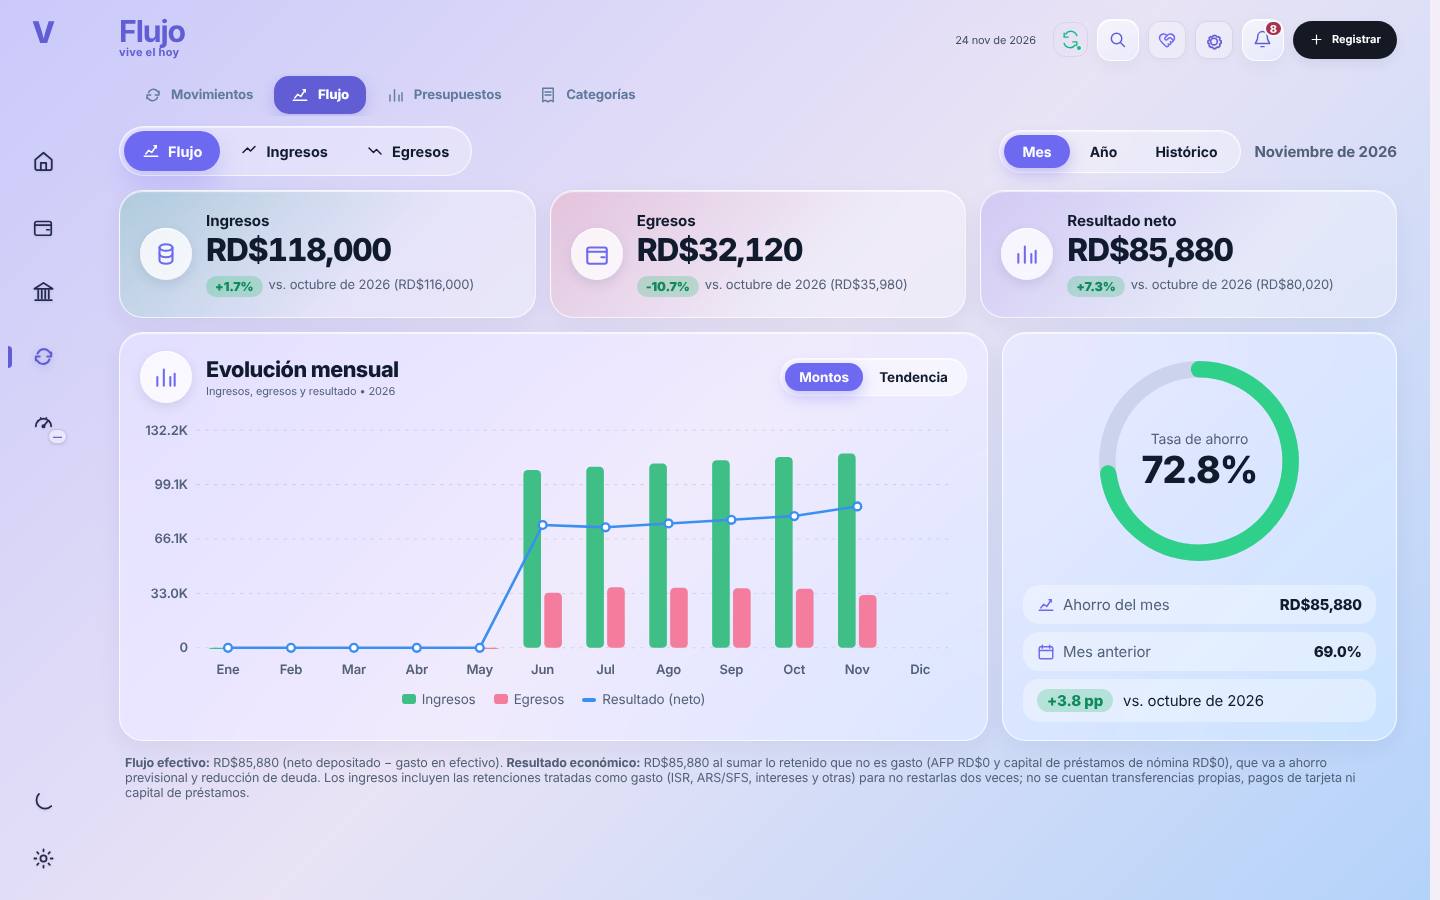 V
Flujo
vive el hoy
24 nov de 2026
8
Registrar
Movimientos
Flujo
Presupuestos
Categorías
Flujo
Ingresos
Egresos
Mes
Año
Histórico
Noviembre de 2026
Ingresos
RD$118,000
+1.7% vs. octubre de 2026 (RD$116,000)
Egresos
RD$32,120
-10.7% vs. octubre de 2026 (RD$35,980)
Resultado neto
RD$85,880
+7.3% vs. octubre de 2026 (RD$80,020)
Evolución mensual
Ingresos, egresos y resultado • 2026
Montos
Tendencia
132.2K
99.1K
66.1K
33.0K
0
Ene Feb Mar Abr May Jun Jul Ago Sep Oct Nov Dic
Ingresos Egresos Resultado (neto)
Tasa de ahorro
72.8%
Ahorro del mes RD$85,880
Mes anterior 69.0%
+3.8 pp vs. octubre de 2026
Flujo efectivo: RD$85,880 (neto depositado − gasto en efectivo). Resultado económico: RD$85,880 al sumar lo retenido que no es gasto (AFP RD$0 y capital de préstamos de nómina RD$0), que va a ahorro
previsional y reducción de deuda. Los ingresos incluyen las retenciones tratadas como gasto (ISR, ARS/SFS, intereses y otras) para no restarlas dos veces; no se cuentan transferencias propias, pagos de tarjeta ni
capital de préstamos.